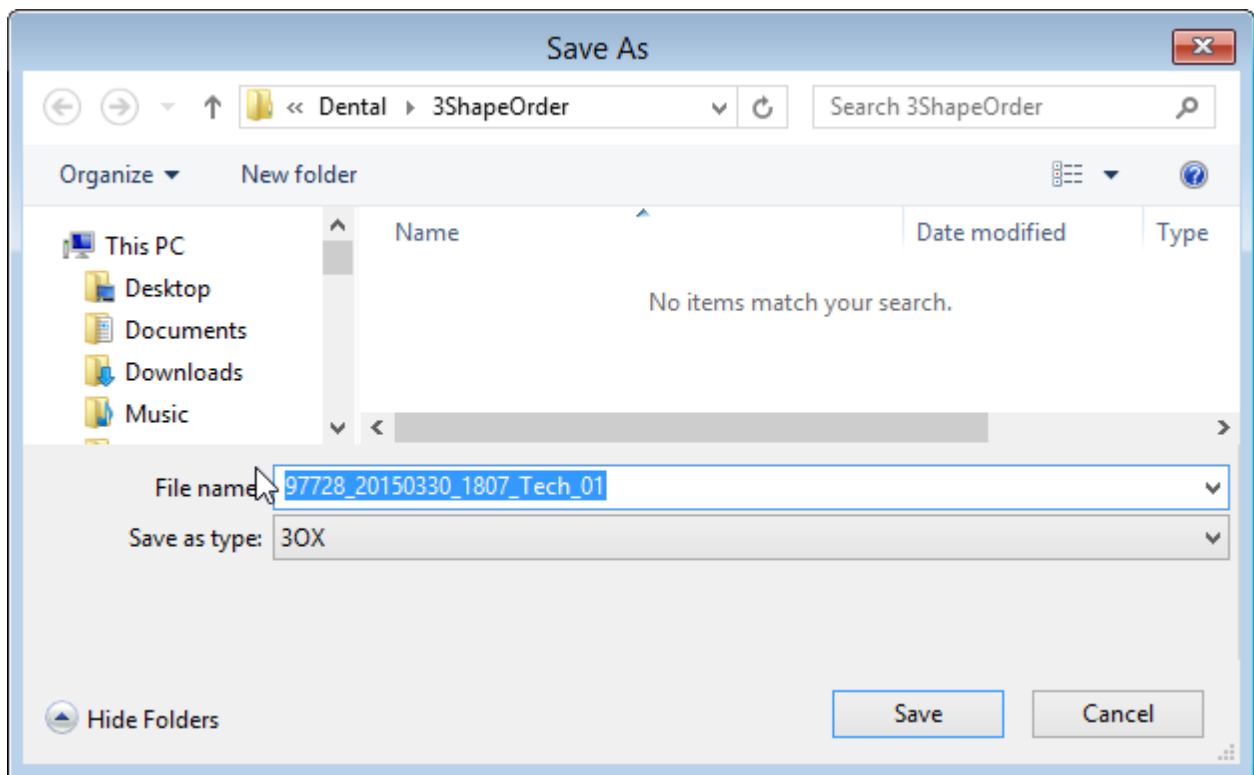 Save As
« Dental 3ShapeOrder Search 3ShapeOrder
Organize New folder
Name Date modified Type
This PC
Desktop
Documents
Downloads
Music
No items match your search.
File name: 97728_20150330_1807_Tech_01
Save as type: 3OX
Hide Folders Save Cancel